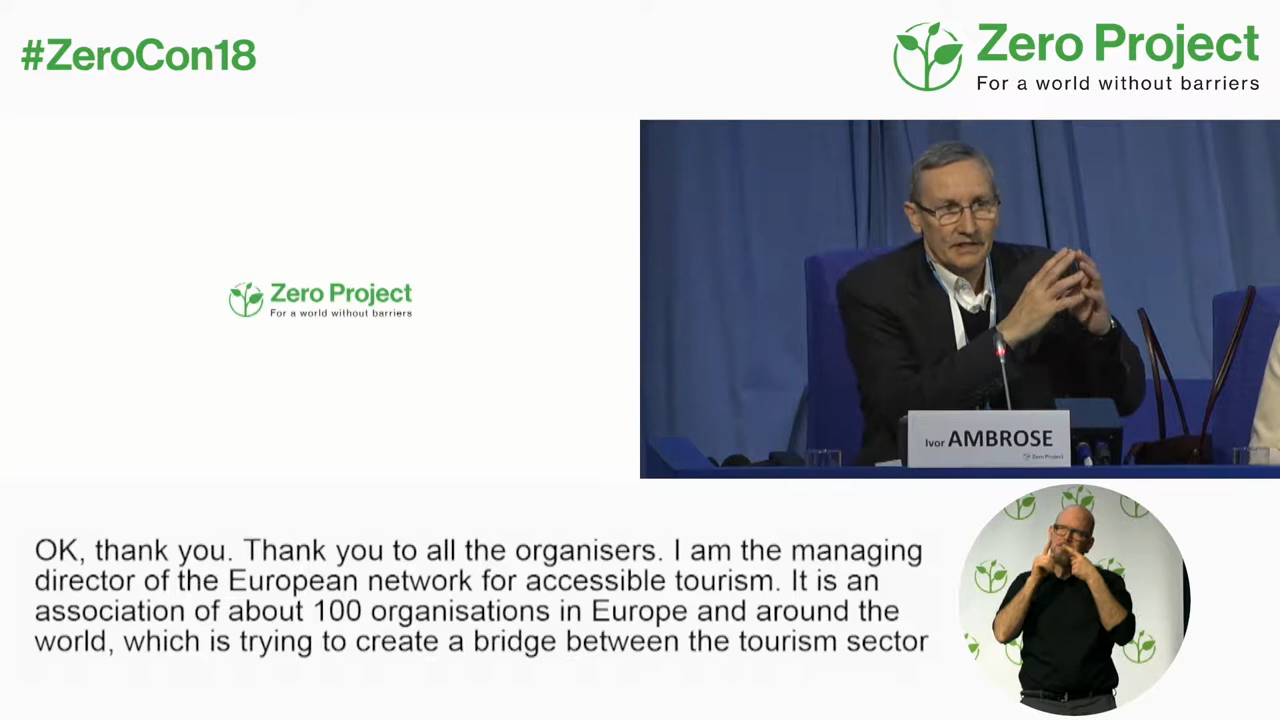 #ZeroCon18
Zero Project
For a world without barriers
Zero Project
For a world without barriers
Ivor AMBROSE
Zero Project
OK, thank you. Thank you to all the organisers. I am the managing
director of the European network for accessible tourism. It is an
association of about 100 organisations in Europe and around the
world, which is trying to create a bridge between the tourism sector